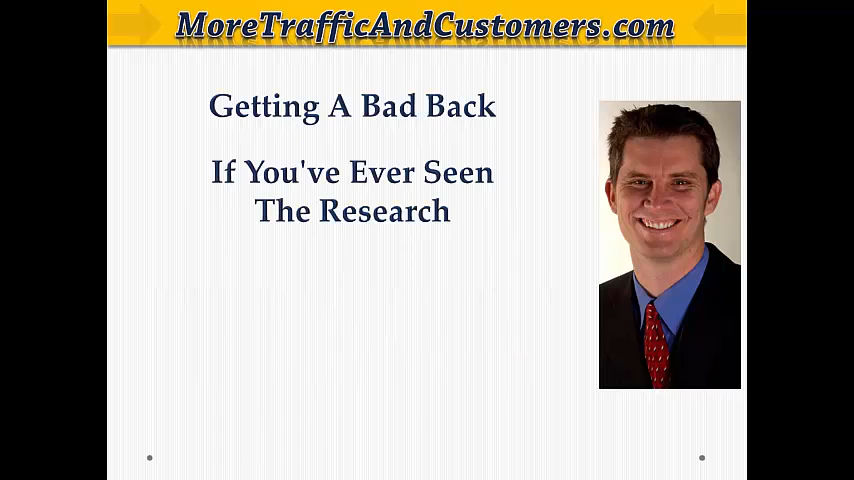 MoreTrafficAndCustomers.com
Getting A Bad Back
If You've Ever Seen
The Research